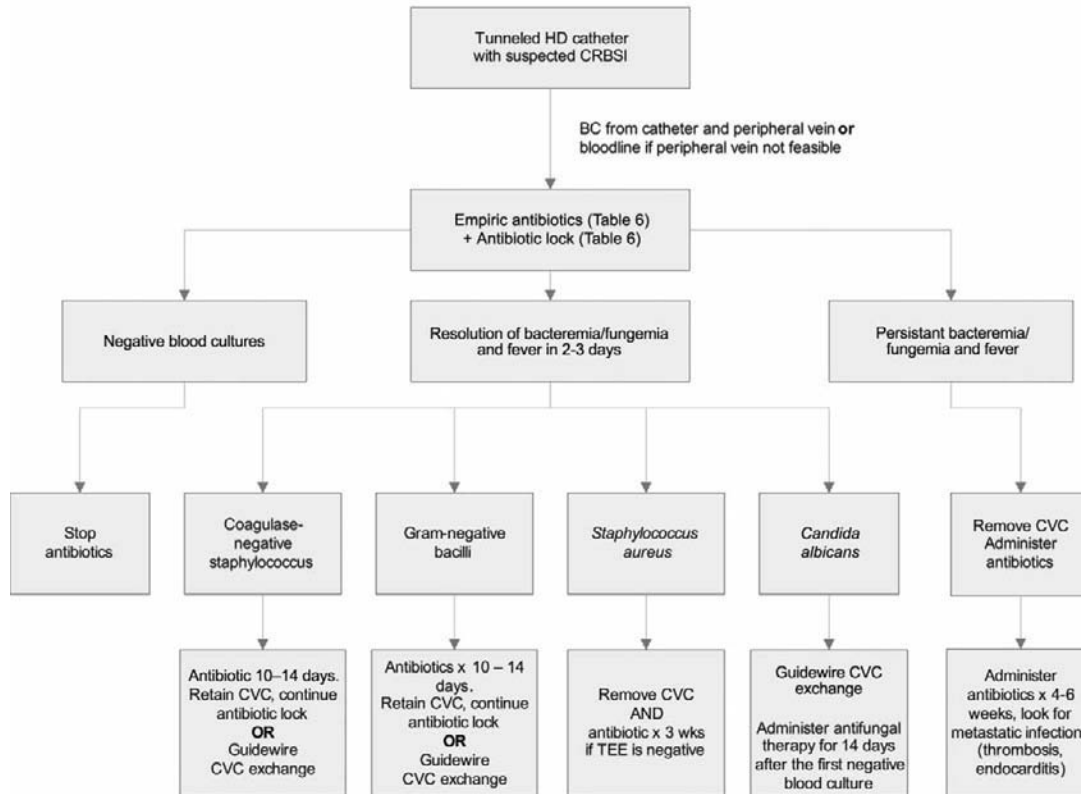 Tunneled HD catheter
with suspected CRBSI
BC from catheter and peripheral vein or
bloodline if peripheral vein not feasible
Empiric antibiotics (Table 6)
+ Antibiotic lock (Table 6)
Negative blood cultures
Resolution of bacteremia/fungemia
and fever in 2-3 days
Persistant bacteremia/
fungemia and fever
Stop
antibiotics
Coagulase-
negative
staphylococcus
Gram-negative
bacilli
Staphylococcus
aureus
Candida
albicans
Remove CVC
Administer
antibiotics
Antibiotic 10–14 days.
Retain CVC, continue
antibiotic lock
OR
Guidewire
CVC exchange
Antibiotics x 10 – 14
days.
Retain CVC, continue
antibiotic lock
OR
Guidewire
CVC exchange
Remove CVC
AND
antibiotic x 3 wks
if TEE is negative
Guidewire CVC
exchange
Administer antifungal
therapy for 14 days
after the first negative
blood culture
Administer
antibiotics x 4-6
weeks, look for
metastatic infection
(thrombosis,
endocarditis)